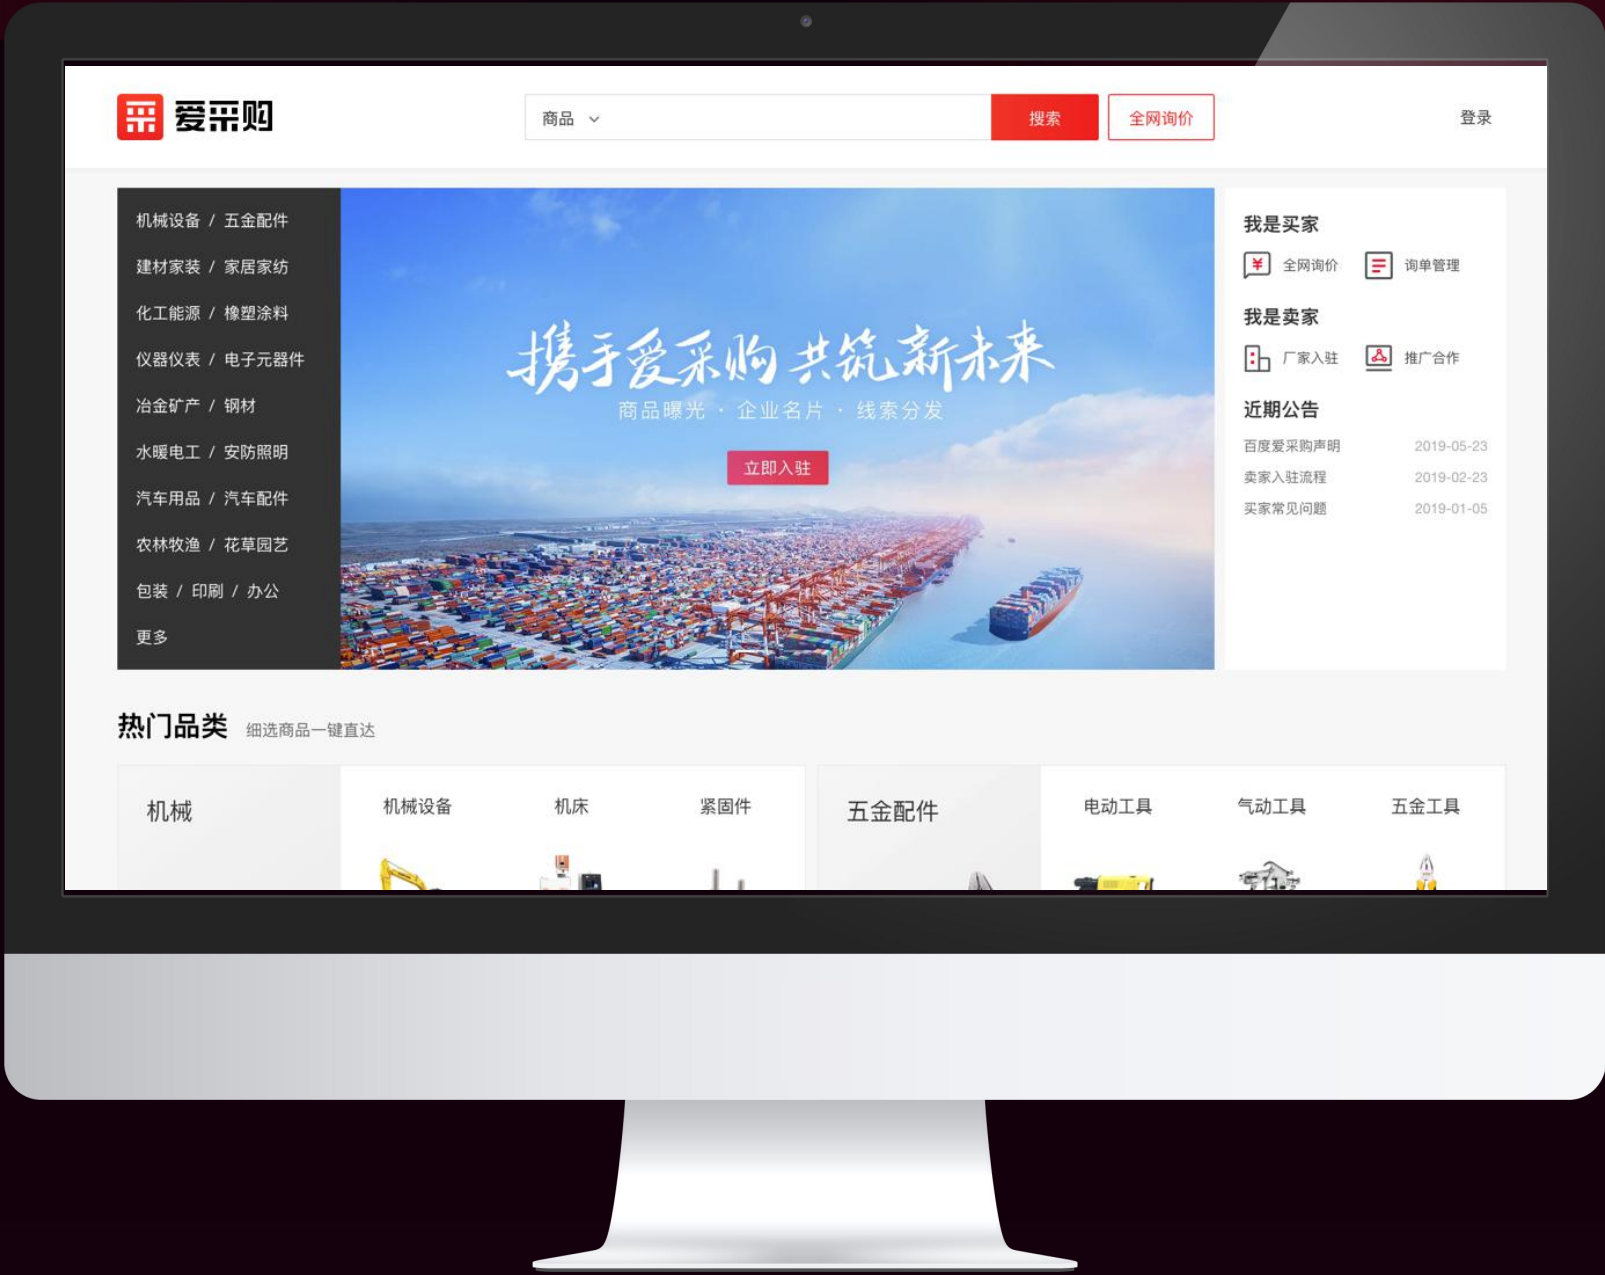 采 爱采购
商品 搜索 全网询价 登录
机械设备 / 五金配件
建材家装 / 家居家纺
化工能源 / 橡塑涂料
仪器仪表 / 电子元器件
冶金矿产 / 钢材
水暖电工 / 安防照明
汽车用品 / 汽车配件
农林牧渔 / 花草园艺
包装 / 印刷 / 办公
更多
携手爱采购 共筑新未来
商品曝光 · 企业名片 · 线索分发
立即入驻
我是买家
¥ 全网询价 询单管理
我是卖家
厂家入驻 推广合作
近期公告
百度爱采购声明 2019-05-23
卖家入驻流程 2019-02-23
买家常见问题 2019-01-05
热门品类 细选商品一键直达
机械 机械设备 机床 紧固件
五金配件 电动工具 气动工具 五金工具